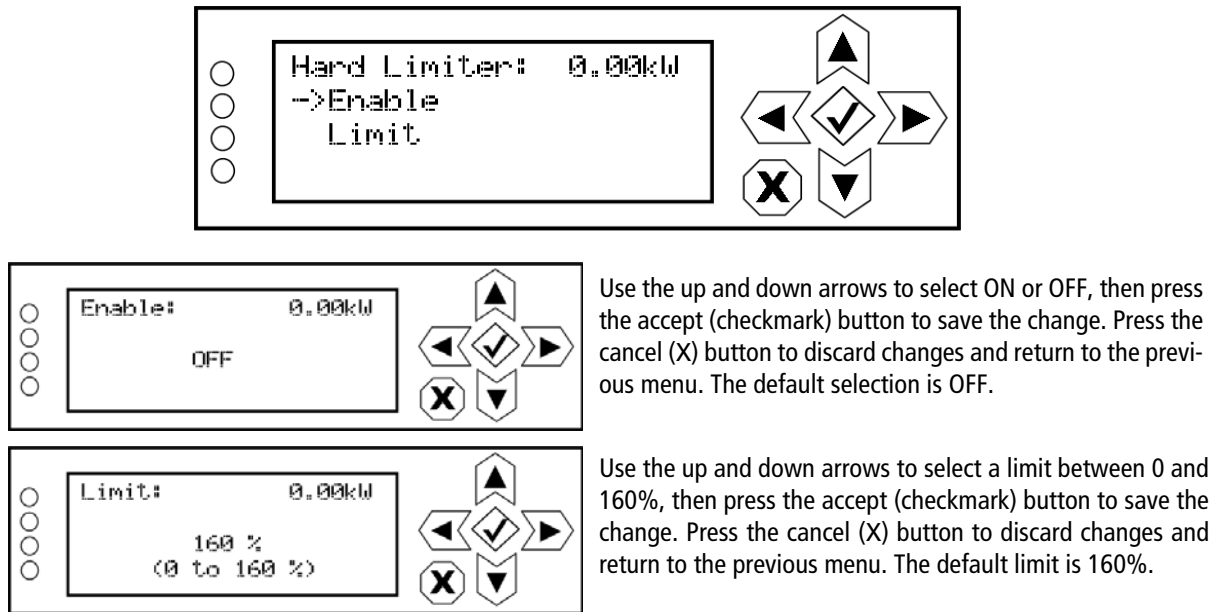 Hard Limiter: 0.00kW
->Enable
Limit
X
Enable: 0.00kW
OFF
X
Use the up and down arrows to select ON or OFF, then press
the accept (checkmark) button to save the change. Press the
cancel (X) button to discard changes and return to the previ-
ous menu. The default selection is OFF.
Limit: 0.00kW
160 %
(0 to 160 %)
X
Use the up and down arrows to select a limit between 0 and
160%, then press the accept (checkmark) button to save the
change. Press the cancel (X) button to discard changes and
return to the previous menu. The default limit is 160%.